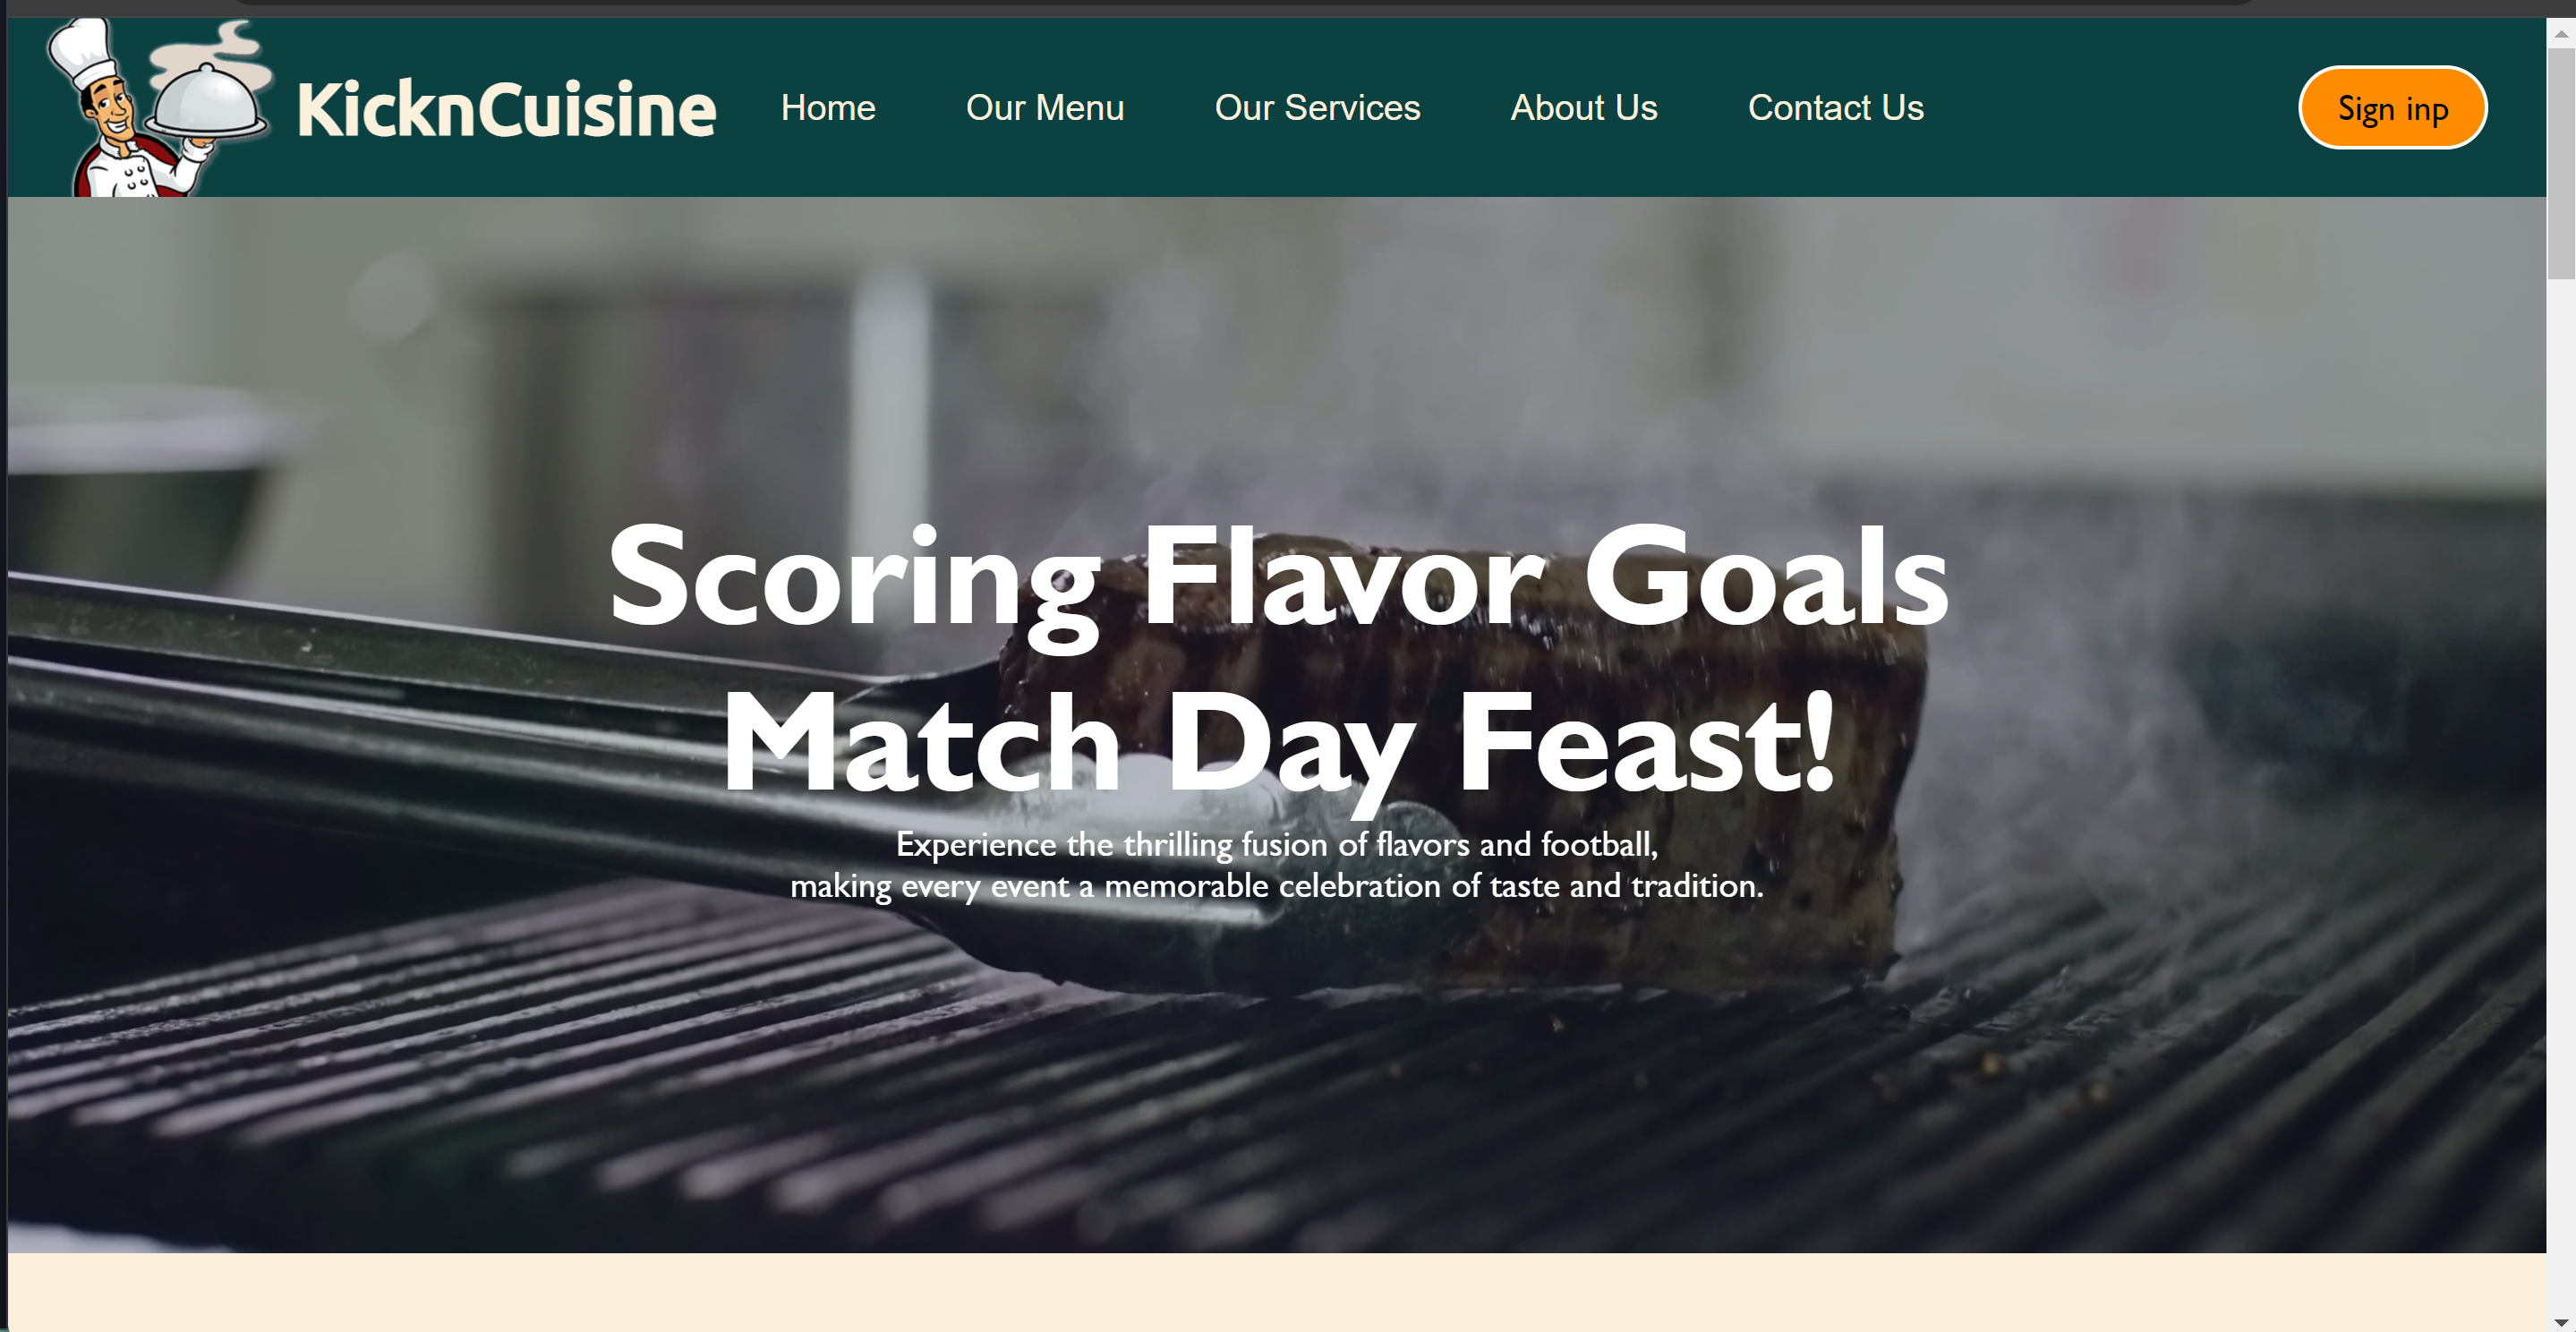 KicknCuisine
Home
Our Menu
Our Services
About Us
Contact Us
Sign inp
Scoring Flavor Goals
Match Day Feast!
Experience the thrilling fusion of flavors and football,
making every event a memorable celebration of taste and tradition.